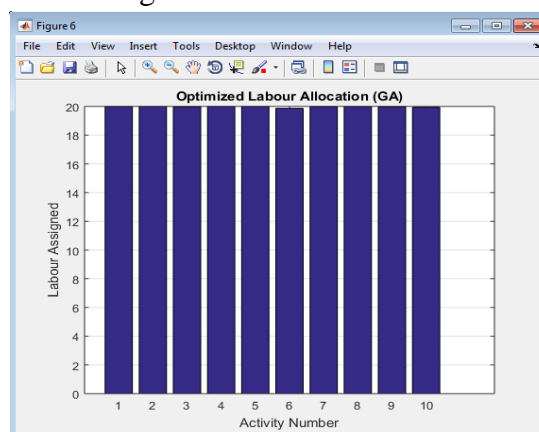 Figure 6
File Edit View Insert Tools Desktop Window Help
Optimized Labour Allocation (GA)
20
18
16
14
12
10
8
6
4
2
0
Labour Assigned
1 2 3 4 5 6 7 8 9 10
Activity Number